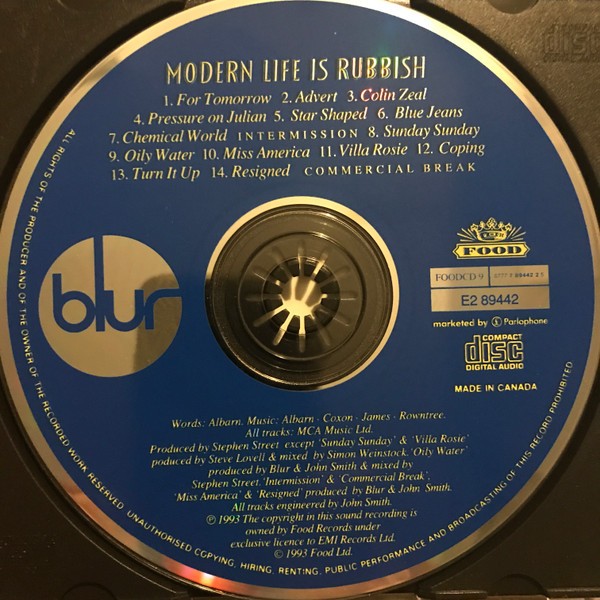 MODERN LIFE IS RUBBISH
1. For Tomorrow 2. Advert 3. Colin Zeal
4. Pressure on Julian 5. Star Shaped 6. Blue Jeans
7. Chemical World INTERMISSION 8. Sunday Sunday
9. Oily Water 10. Miss America 11. Villa Rosie 12. Coping
13. Turn It Up 14. Resigned COMMERCIAL BREAK
blur
FOOD
FOODCD 9
E2 89442
marketed by Parlophone
COMPACT
disc
DIGITAL AUDIO
MADE IN CANADA
Words: Albarn. Music: Albarn · Coxon · James · Rowntree.
All tracks: MCA Music Ltd.
Produced by Stephen Street except 'Sunday Sunday' & 'Villa Rosie'
poduced by Steve Lovell & mixed by Simon Weinstock, 'Oily Water'
produced by Blur & John Smith & mixed by
Stephen Street. 'Intermission' & 'Commercial Break',
'Miss America' & 'Resigned' produced by Blur & John Smith.
All tracks engineered by John Smith.
℗ 1993 The copyright in this sound recording is
owned by Food Records under
exclusive licence to EMI Records Ltd.
© 1993 Food Ltd.
ALL RIGHTS OF THE PRODUCER AND OF THE OWNER OF THE RECORDED WORK RESERVED. UNAUTHORISED COPYING, HIRING, RENTING, PUBLIC PERFORMANCE AND BROADCASTING OF THIS RECORD PROHIBITED
disc